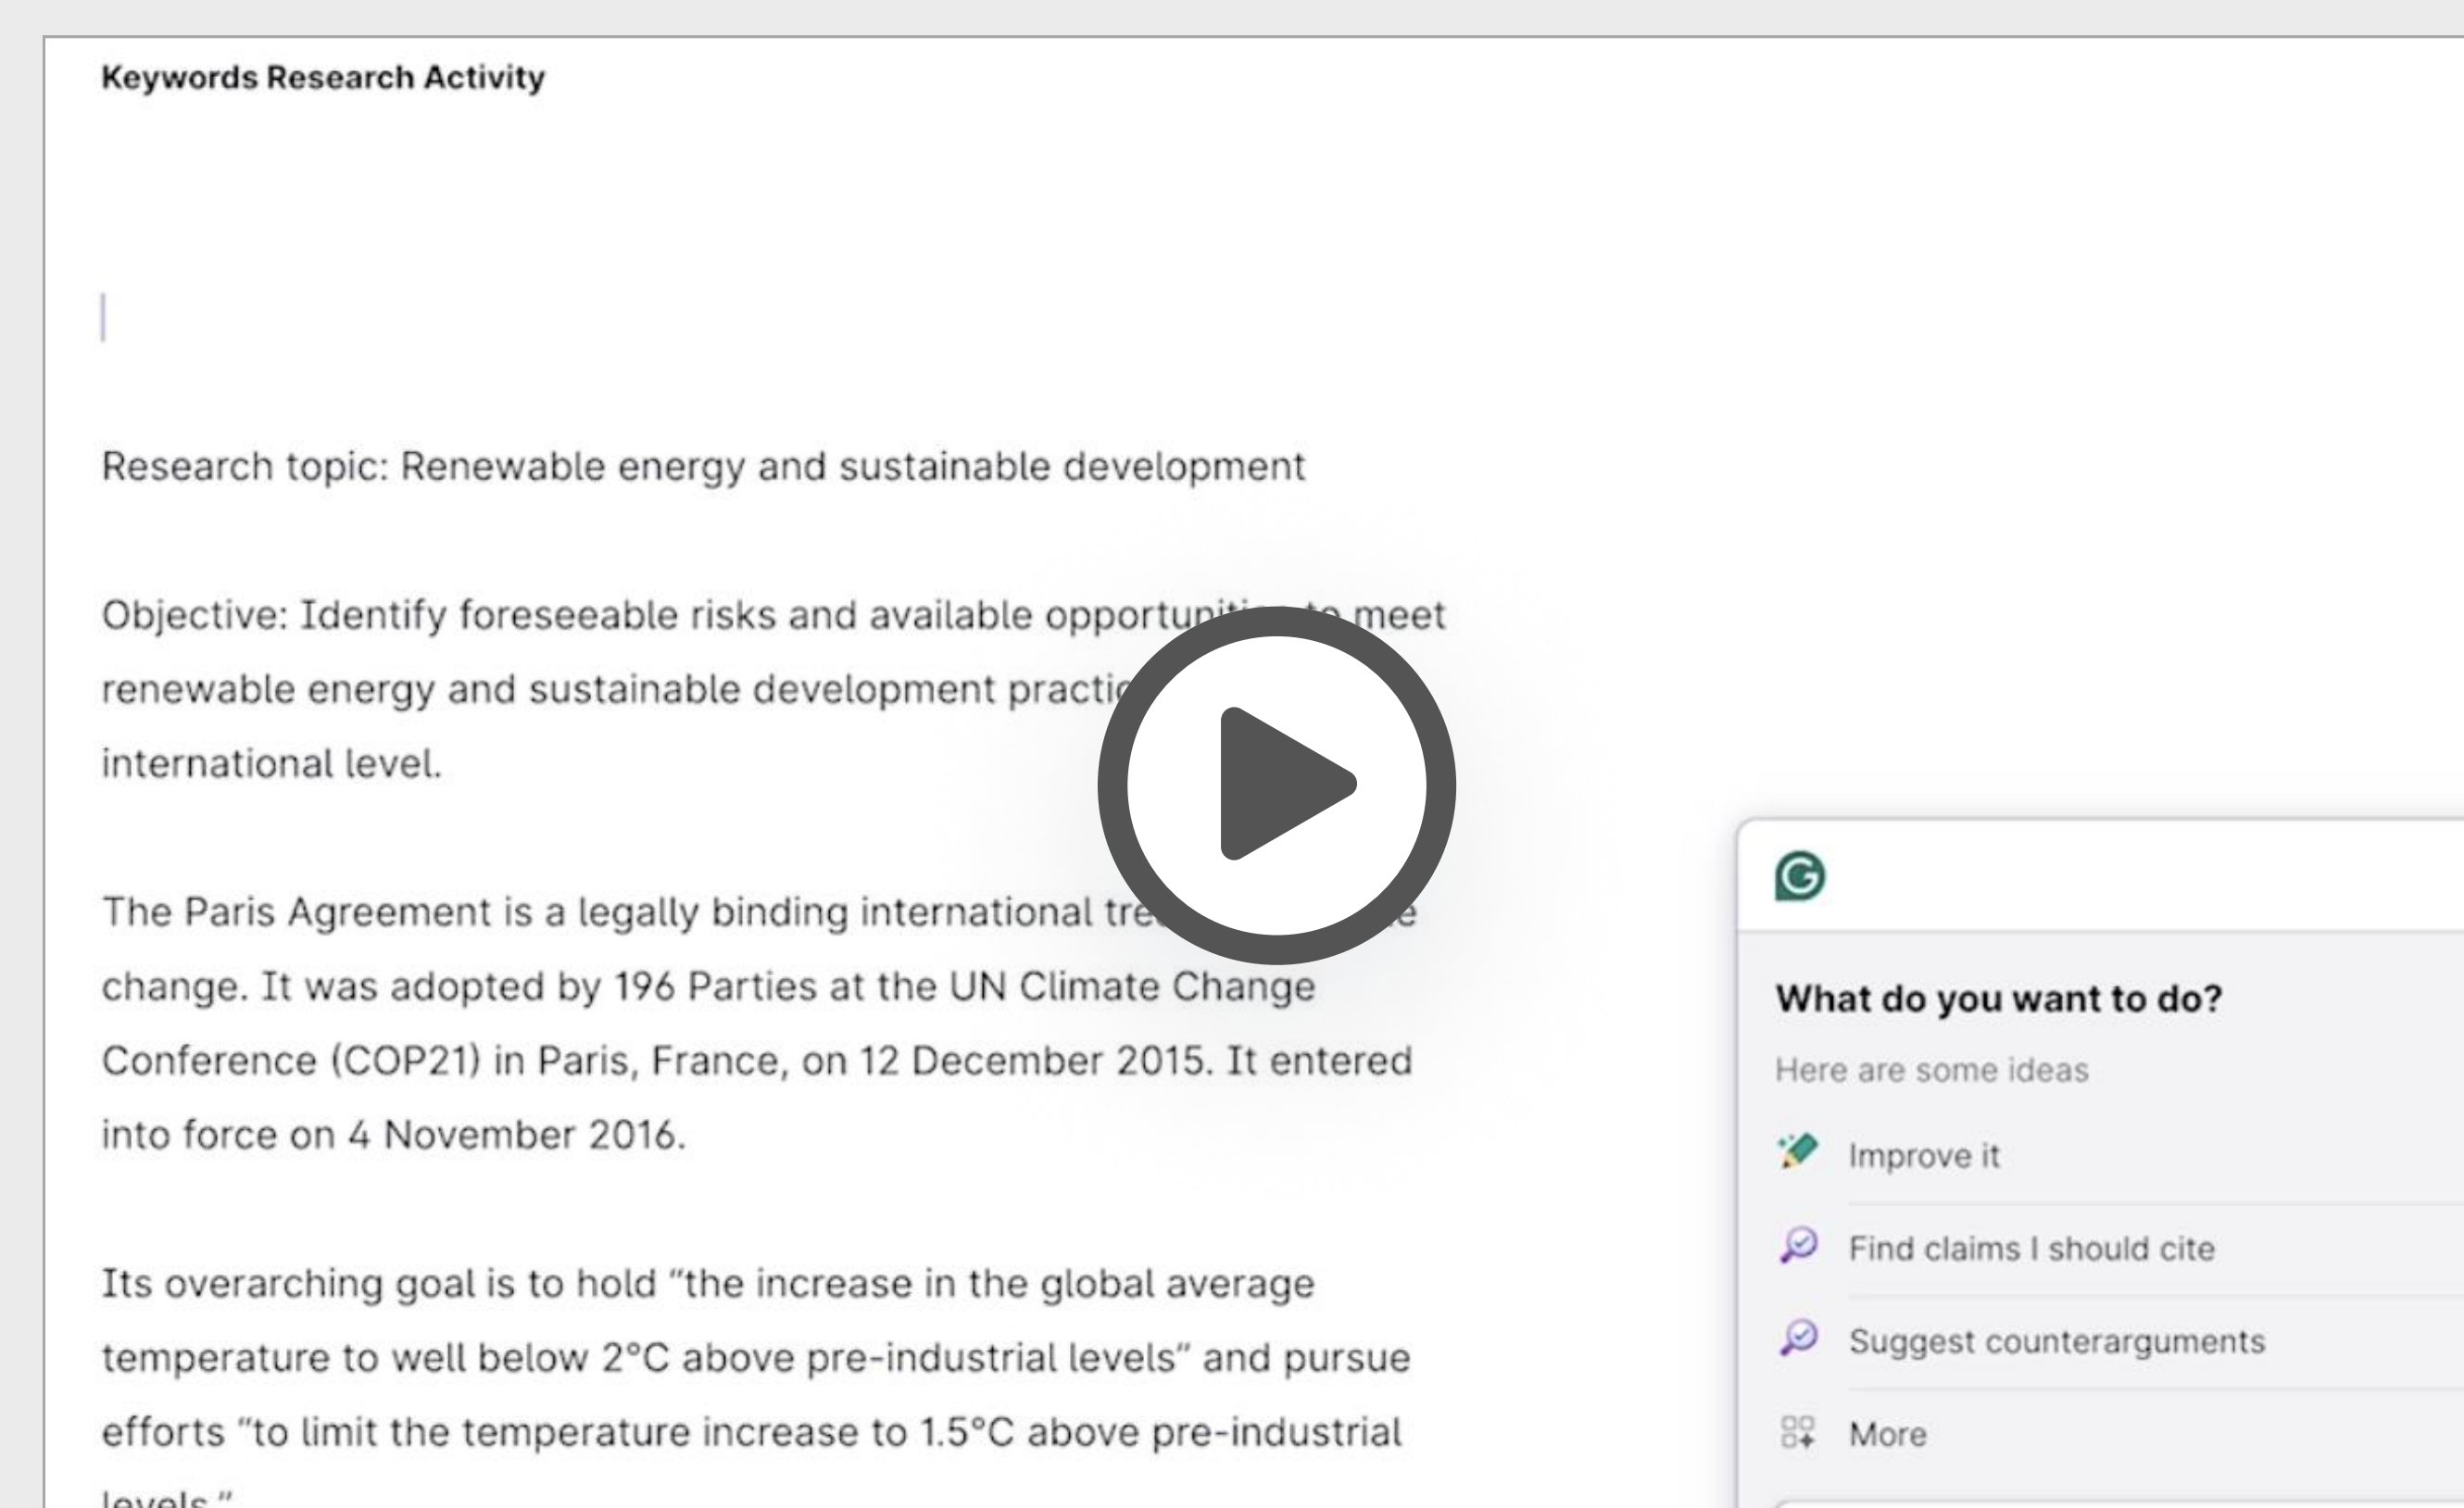 Keywords Research Activity
Research topic: Renewable energy and sustainable development
Objective: Identify foreseeable risks and available opportunities to meet
renewable energy and sustainable development
international level.
The Paris Agreement is a legally binding international
change. It was adopted by 196 Parties at the UN Climate Change
Conference (COP21) in Paris, France, on 12 December 2015. It entered
into force on 4 November 2016.
Its overarching goal is to hold “the increase in the global average
temperature to well below 2°C above pre-industrial levels” and pursue
efforts “to limit the temperature increase to 1.5°C above pre-industrial
levels.”
G
What do you want to do?
Here are some ideas
Improve it
Find claims I should cite
Suggest counterarguments
More